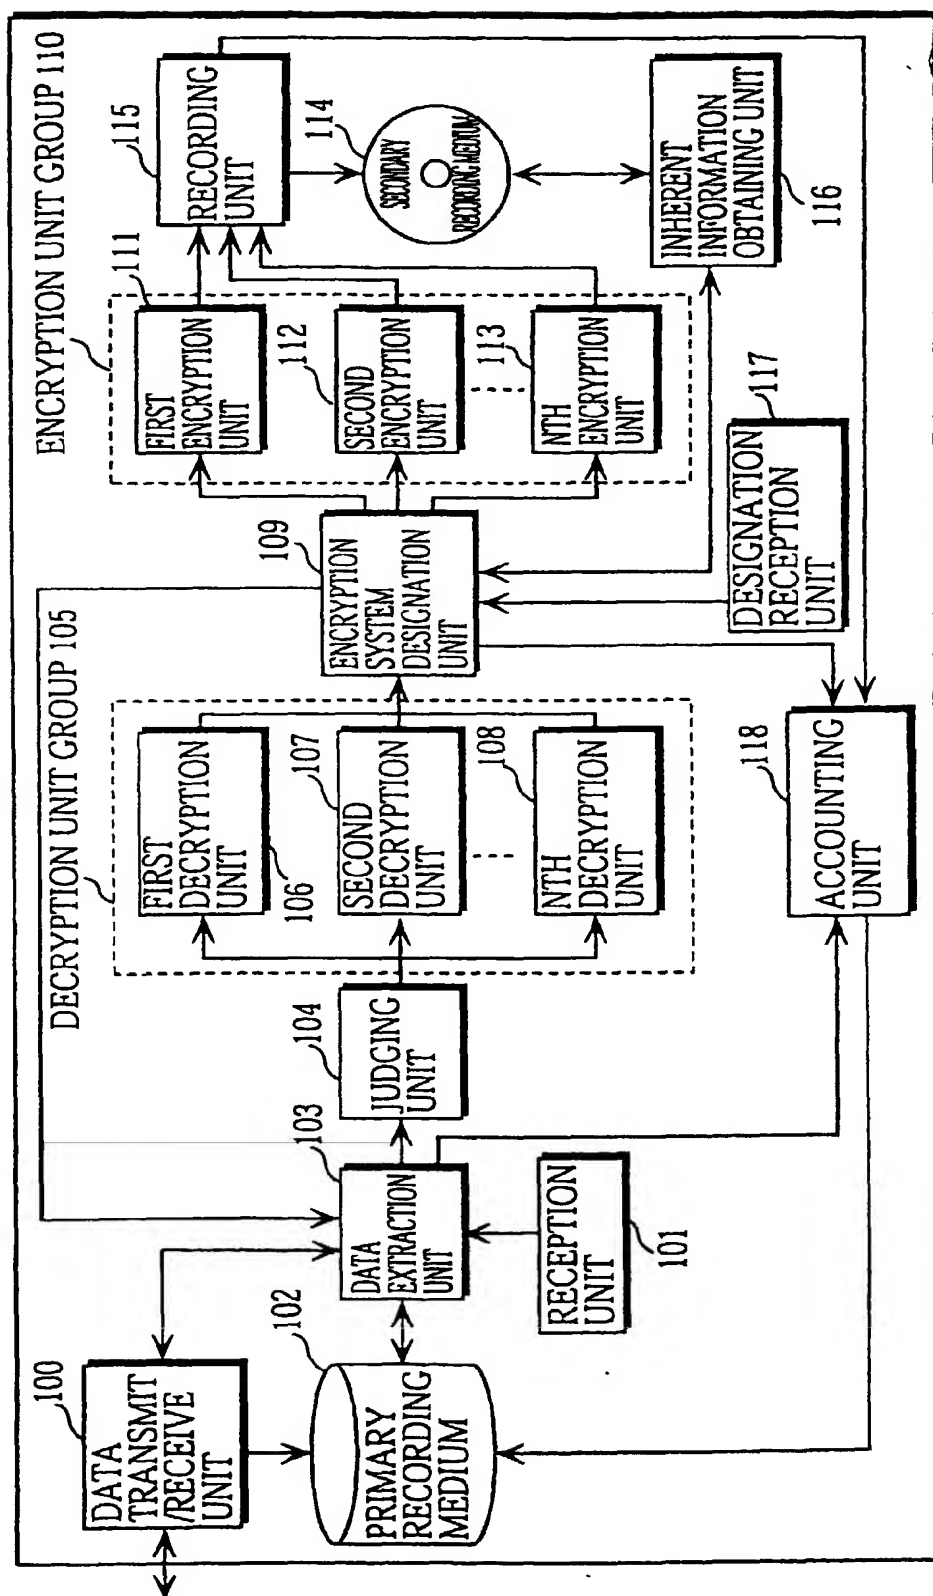 DECRYPTION UNIT GROUP 105
ENCRYPTION UNIT GROUP 110
100
DATA
TRANSMIT
/RECEIVE
UNIT
102
PRIMARY
RECORDING
MEDIUM
103
DATA
EXTRACTION
UNIT
RECEPTION
UNIT
101
104
JUDGING
UNIT
FIRST
DECRYPTION
UNIT
106
107
SECOND
DECRYPTION
UNIT
108
NTH
DECRYPTION
UNIT
109
ENCRYPTION
SYSTEM
DESIGNATION
UNIT
111
FIRST
ENCRYPTION
UNIT
112
SECOND
ENCRYPTION
UNIT
113
NTH
ENCRYPTION
UNIT
115
RECORDING
UNIT
114
SECONDARY
RECORDING MEDIUM
INHERENT
INFORMATION
OBTAINING UNIT
116
117
DESIGNATION
RECEPTION
UNIT
118
ACCOUNTING
UNIT